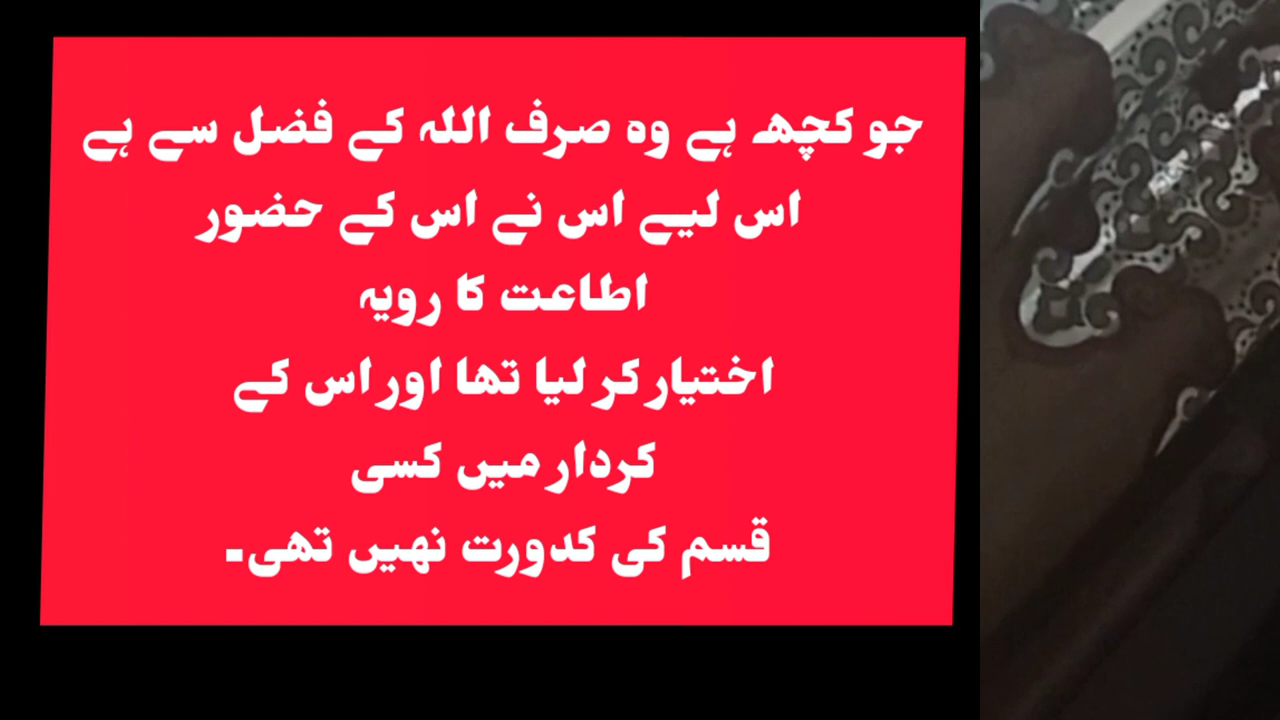 جو کچھ ہے وہ صرف اللہ کے فضل سے ہے
اس لیے اس نے اس کے حضور
اطاعت کا رویہ
اختیار کر لیا تھا اور اس کے
کردار میں کسی
قسم کی کدورت نہیں تھی۔